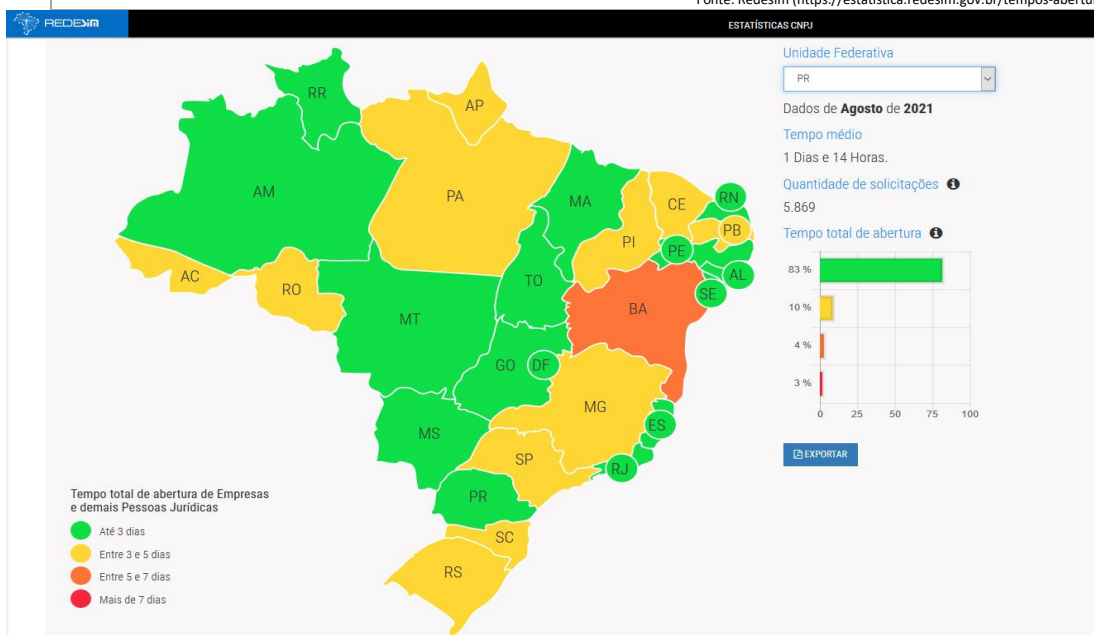 Fonte: Redesim (https://estatistica.redesim.gov.br/tempos-abertur
REDESIM
ESTATÍSTICAS CNPJ
Unidade Federativa
PR
Dados de Agosto de 2021
Tempo médio
1 Dias e 14 Horas.
Quantidade de solicitações
5.869
Tempo total de abertura
83 %
10 %
4 %
3 %
0 25 50 75 100
EXPORTAR
RR
AP
AM
PA
MA
CE
RN
PB
PI
PE
AC
RO
TO
AL
SE
MT
BA
GO
DF
MG
MS
ES
SP
RJ
PR
SC
RS
Tempo total de abertura de Empresas
e demais Pessoas Jurídicas
Até 3 dias
Entre 3 e 5 dias
Entre 5 e 7 dias
Mais de 7 dias